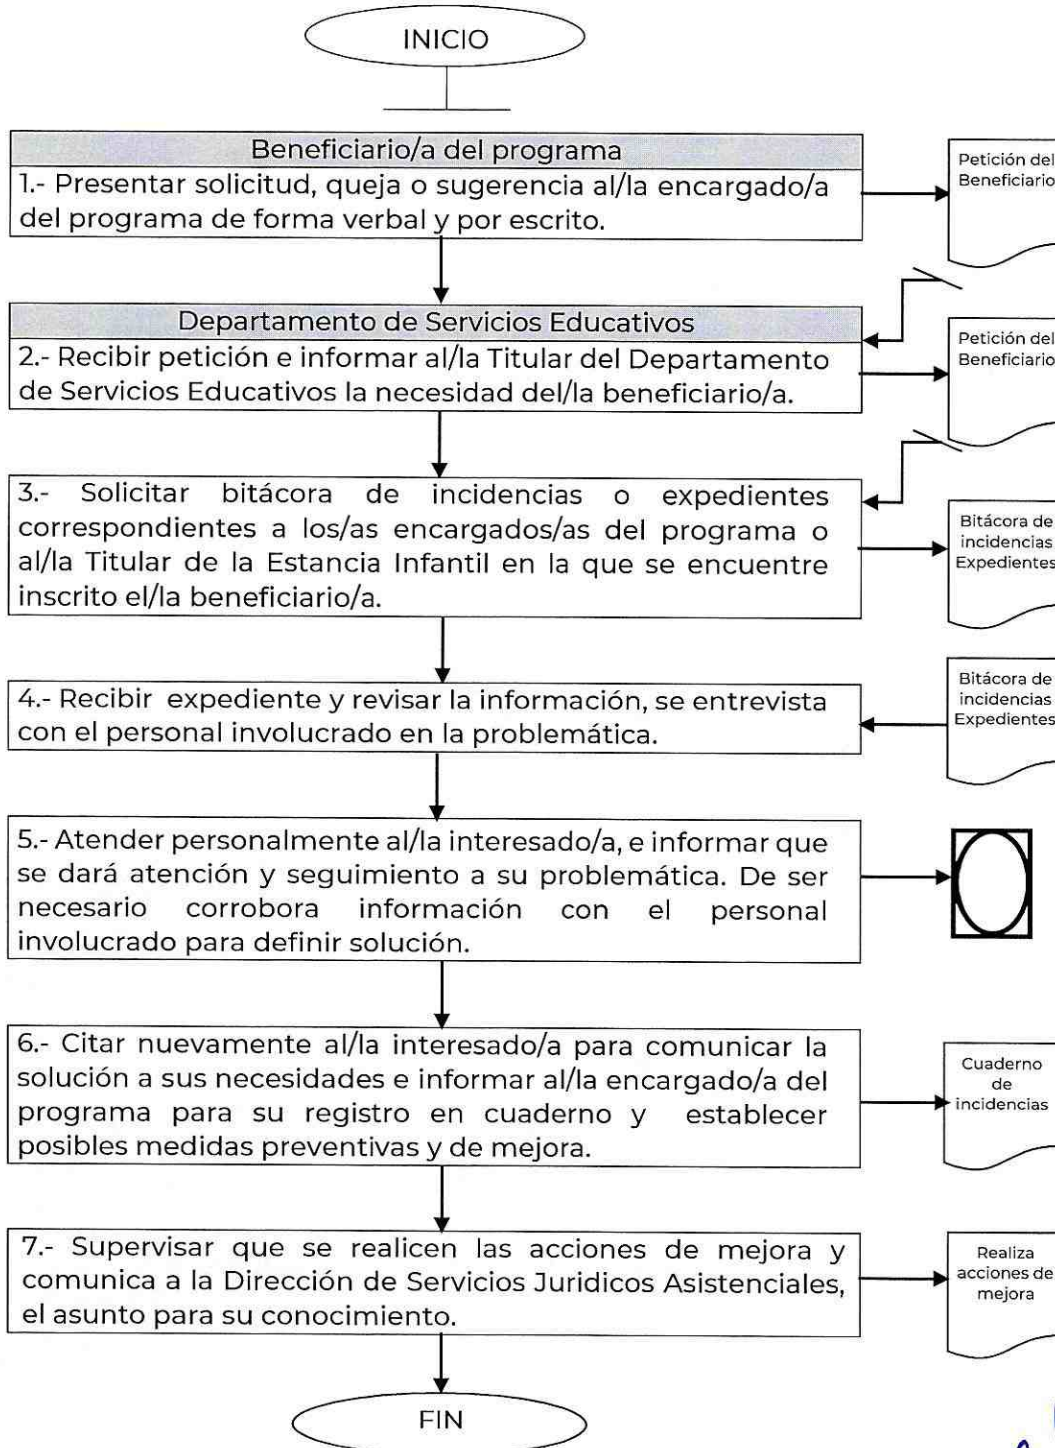 INICIO
Beneficiario/a del programa
1.- Presentar solicitud, queja o sugerencia al/la encargado/a
del programa de forma verbal y por escrito.
Petición del
Beneficiario
Departamento de Servicios Educativos
2.- Recibir petición e informar al/la Titular del Departamento
de Servicios Educativos la necesidad del/la beneficiario/a.
Petición del
Beneficiario
3.- Solicitar bitácora de incidencias o expedientes
correspondientes a los/as encargados/as del programa o
al/la Titular de la Estancia Infantil en la que se encuentre
inscrito el/la beneficiario/a.
Bitácora de
incidencias
Expedientes
4.- Recibir expediente y revisar la información, se entrevista
con el personal involucrado en la problemática.
Bitácora de
incidencias
Expedientes
5.- Atender personalmente al/la interesado/a, e informar que
se dará atención y seguimiento a su problemática. De ser
necesario corrobora información con el personal
involucrado para definir solución.
6.- Citar nuevamente al/la interesado/a para comunicar la
solución a sus necesidades e informar al/la encargado/a del
programa para su registro en cuaderno y establecer
posibles medidas preventivas y de mejora.
Cuaderno
de
incidencias
7.- Supervisar que se realicen las acciones de mejora y
comunica a la Dirección de Servicios Juridicos Asistenciales,
el asunto para su conocimiento.
Realiza
acciones de
mejora
FIN